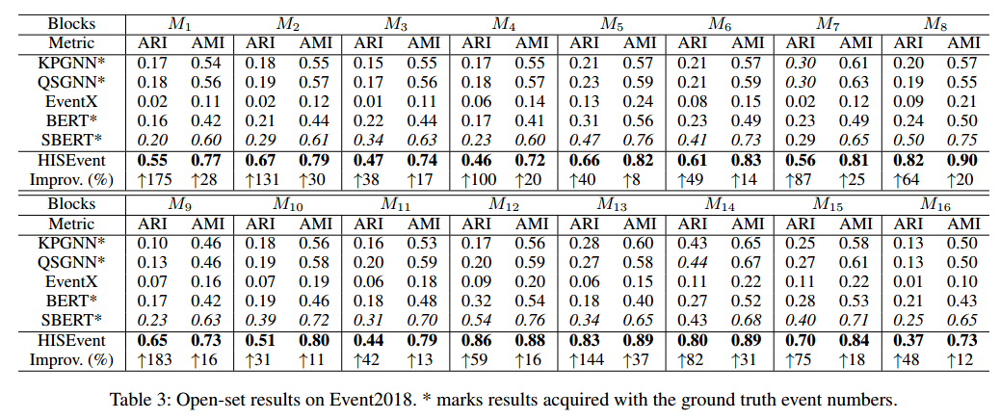 Blocks M1 M2 M3 M4 M5 M6 M7 M8
Metric ARI AMI ARI AMI ARI AMI ARI AMI ARI AMI ARI AMI ARI AMI ARI AMI
KPGNN* 0.17 0.54 0.18 0.55 0.15 0.55 0.17 0.55 0.21 0.57 0.21 0.57 0.30 0.61 0.20 0.57
QSGNN* 0.18 0.56 0.19 0.57 0.17 0.56 0.18 0.57 0.23 0.59 0.21 0.59 0.30 0.63 0.19 0.55
EventX 0.02 0.11 0.02 0.12 0.01 0.11 0.06 0.14 0.13 0.24 0.08 0.15 0.02 0.12 0.09 0.21
BERT* 0.16 0.42 0.21 0.44 0.22 0.44 0.17 0.41 0.31 0.56 0.23 0.49 0.23 0.49 0.24 0.50
SBERT* 0.20 0.60 0.29 0.61 0.34 0.63 0.23 0.60 0.47 0.76 0.41 0.73 0.29 0.65 0.50 0.75
HISEvent 0.55 0.77 0.67 0.79 0.47 0.74 0.46 0.72 0.66 0.82 0.61 0.83 0.56 0.81 0.82 0.90
Improv. (%) ↑175 ↑28 ↑131 ↑30 ↑38 ↑17 ↑100 ↑20 ↑40 ↑8 ↑49 ↑14 ↑87 ↑25 ↑64 ↑20
Blocks M9 M10 M11 M12 M13 M14 M15 M16
Metric ARI AMI ARI AMI ARI AMI ARI AMI ARI AMI ARI AMI ARI AMI ARI AMI
KPGNN* 0.10 0.46 0.18 0.56 0.16 0.53 0.17 0.56 0.28 0.60 0.43 0.65 0.25 0.58 0.13 0.50
QSGNN* 0.13 0.46 0.19 0.58 0.20 0.59 0.20 0.59 0.27 0.58 0.44 0.67 0.27 0.61 0.13 0.50
EventX 0.07 0.16 0.07 0.19 0.06 0.18 0.09 0.20 0.06 0.15 0.11 0.22 0.11 0.22 0.01 0.10
BERT* 0.17 0.42 0.19 0.46 0.18 0.48 0.32 0.54 0.18 0.40 0.27 0.52 0.28 0.53 0.21 0.43
SBERT* 0.23 0.63 0.39 0.72 0.31 0.70 0.54 0.76 0.34 0.65 0.43 0.68 0.40 0.71 0.25 0.65
HISEvent 0.65 0.73 0.51 0.80 0.44 0.79 0.86 0.88 0.83 0.89 0.80 0.89 0.70 0.84 0.37 0.73
Improv. (%) ↑183 ↑16 ↑31 ↑11 ↑42 ↑13 ↑59 ↑16 ↑144 ↑37 ↑82 ↑31 ↑75 ↑18 ↑48 ↑12
Table 3: Open-set results on Event2018. * marks results acquired with the ground truth event numbers.